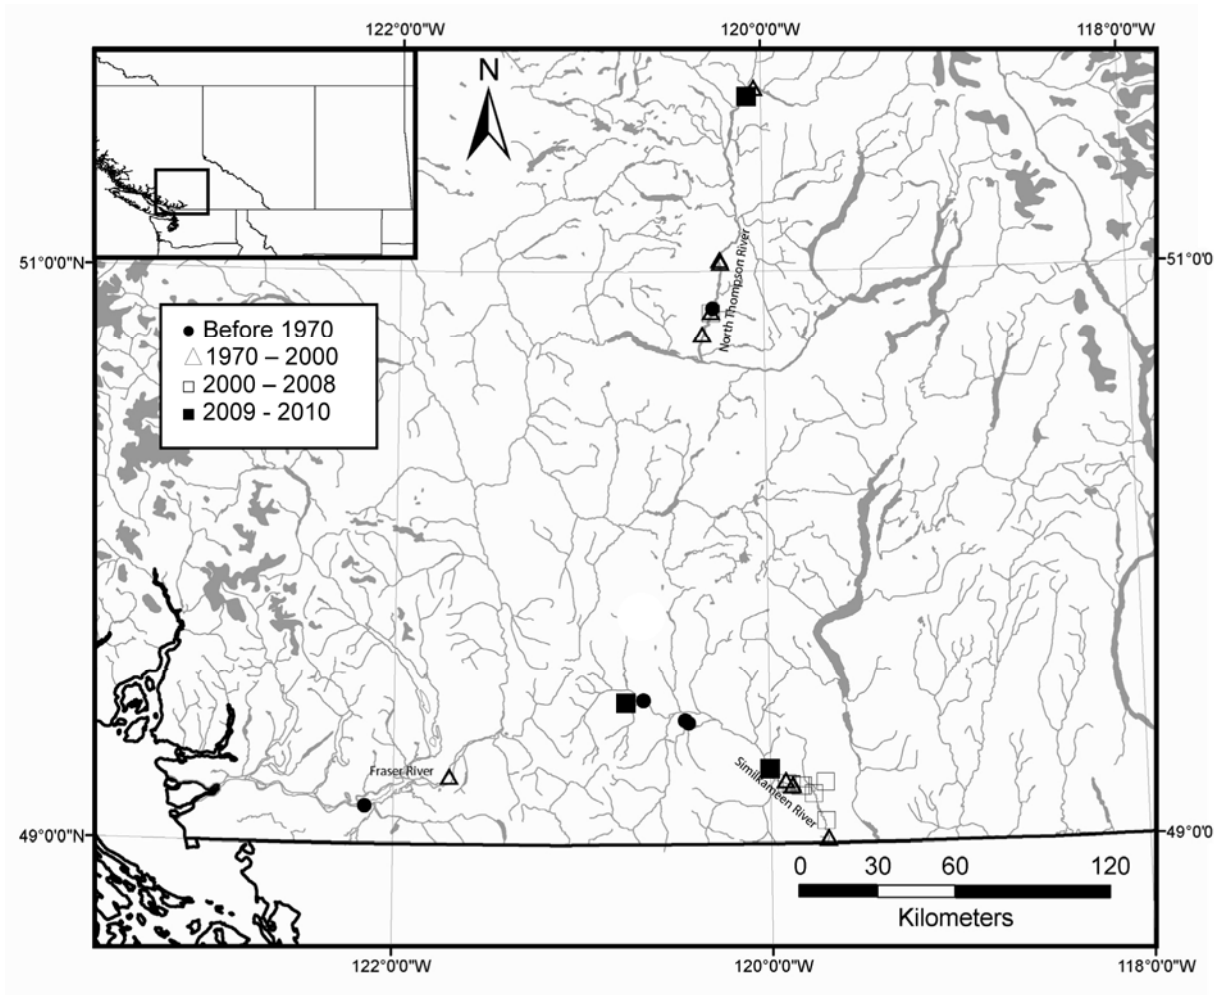 122°0'0"W 120°0'0"W 118°0'0"W
N
51°0'0"N 51°0'0
North Thompson River
Before 1970
1970 – 2000
2000 – 2008
2009 - 2010
Fraser River
Similkameen River
49°0'0"N 49°0'0
0 30 60 120
Kilometers
122°0'0"W 120°0'0"W 118°0'0"W